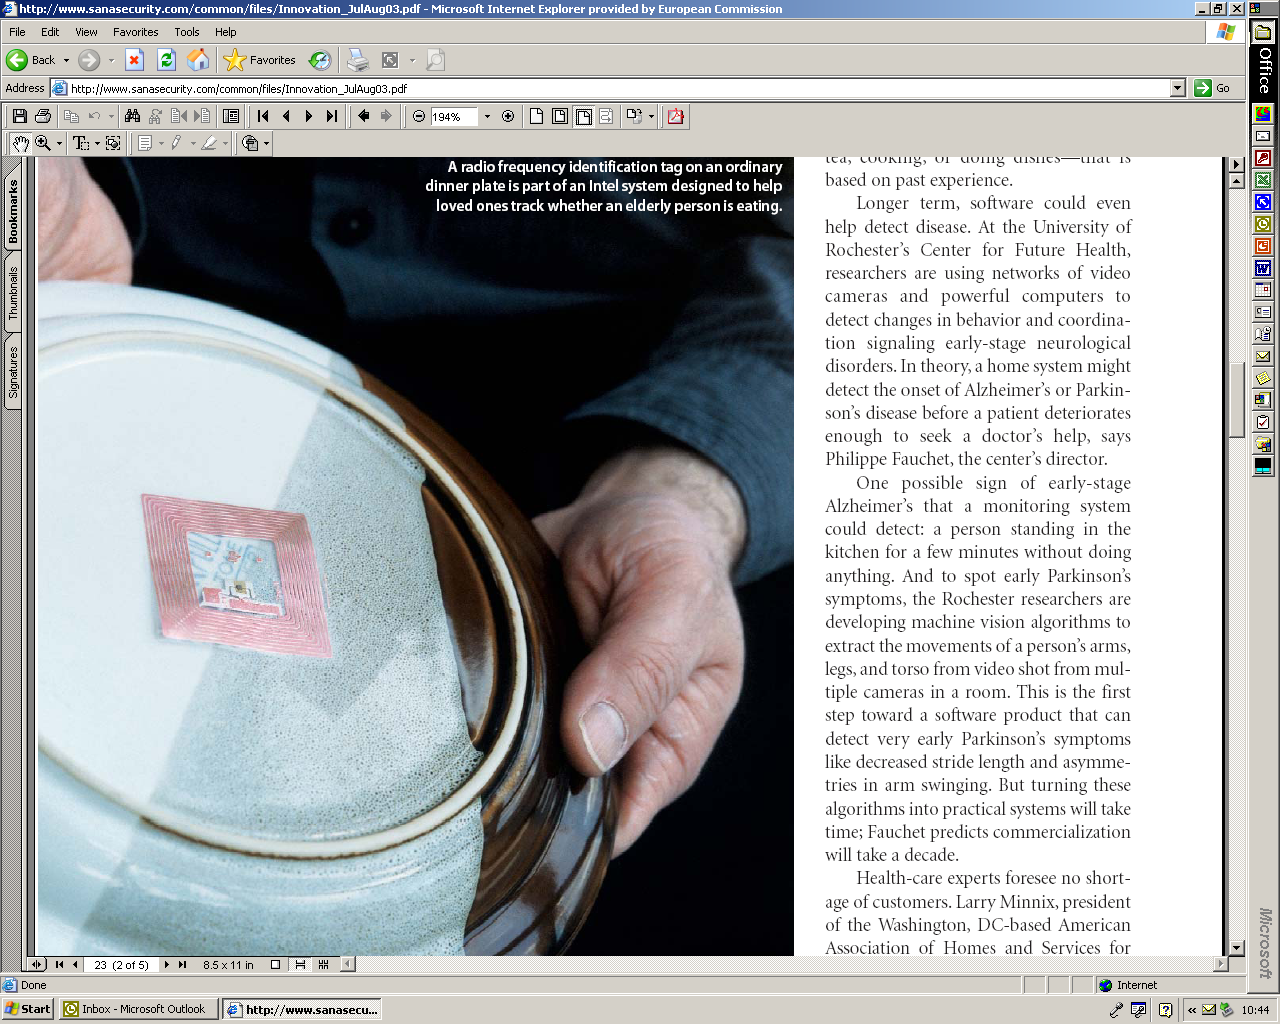 http://www.sanasecurity.com/common/files/Innovation_JulAug03.pdf - Microsoft Internet Explorer provided by European Commission
File Edit View Favorites Tools Help
Back Favorites
Address http://www.sanasecurity.com/common/files/Innovation_JulAug03.pdf Go
194%
Bookmarks
Thumbnails
Signatures
A radio frequency identification tag on an ordinary
dinner plate is part of an Intel system designed to help
loved ones track whether an elderly person is eating.
tea, cooking, or doing dishes—that is
based on past experience.
Longer term, software could even
help detect disease. At the University of
Rochester's Center for Future Health,
researchers are using networks of video
cameras and powerful computers to
detect changes in behavior and coordina-
tion signaling early-stage neurological
disorders. In theory, a home system might
detect the onset of Alzheimer's or Parkin-
son's disease before a patient deteriorates
enough to seek a doctor's help, says
Philippe Fauchet, the center's director.
One possible sign of early-stage
Alzheimer's that a monitoring system
could detect: a person standing in the
kitchen for a few minutes without doing
anything. And to spot early Parkinson's
symptoms, the Rochester researchers are
developing machine vision algorithms to
extract the movements of a person's arms,
legs, and torso from video shot from mul-
tiple cameras in a room. This is the first
step toward a software product that can
detect very early Parkinson's symptoms
like decreased stride length and asymme-
tries in arm swinging. But turning these
algorithms into practical systems will take
time; Fauchet predicts commercialization
will take a decade.
Health-care experts foresee no short-
age of customers. Larry Minnix, president
of the Washington, DC-based American
Association of Homes and Services for
23 (2 of 5) 8.5 x 11 in
Done Internet
Start Inbox - Microsoft Outlook http://www.sanasecu... « 10:44
Office
Microsoft